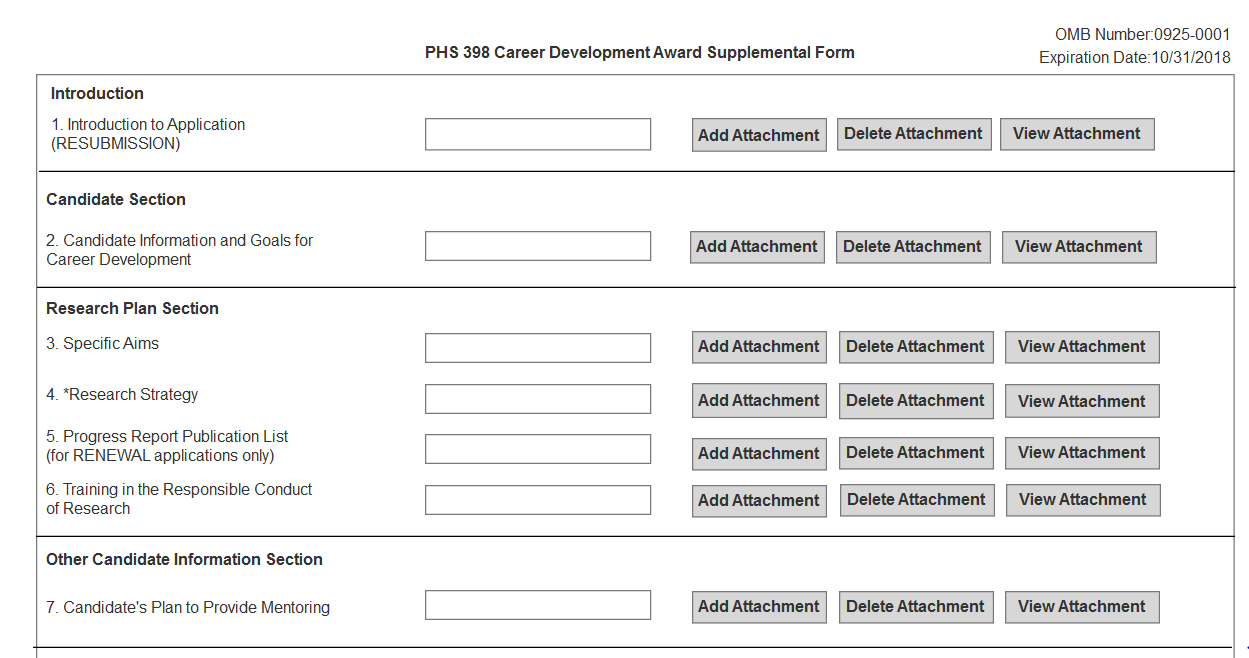 OMB Number:0925-0001
PHS 398 Career Development Award Supplemental Form
Expiration Date:10/31/2018
Introduction
1. Introduction to Application
(RESUBMISSION)
Add Attachment Delete Attachment View Attachment
Candidate Section
2. Candidate Information and Goals for
Career Development
Add Attachment Delete Attachment View Attachment
Research Plan Section
3. Specific Aims
Add Attachment Delete Attachment View Attachment
4. *Research Strategy
Add Attachment Delete Attachment View Attachment
5. Progress Report Publication List
(for RENEWAL applications only)
Add Attachment Delete Attachment View Attachment
6. Training in the Responsible Conduct
of Research
Add Attachment Delete Attachment View Attachment
Other Candidate Information Section
7. Candidate's Plan to Provide Mentoring
Add Attachment Delete Attachment View Attachment